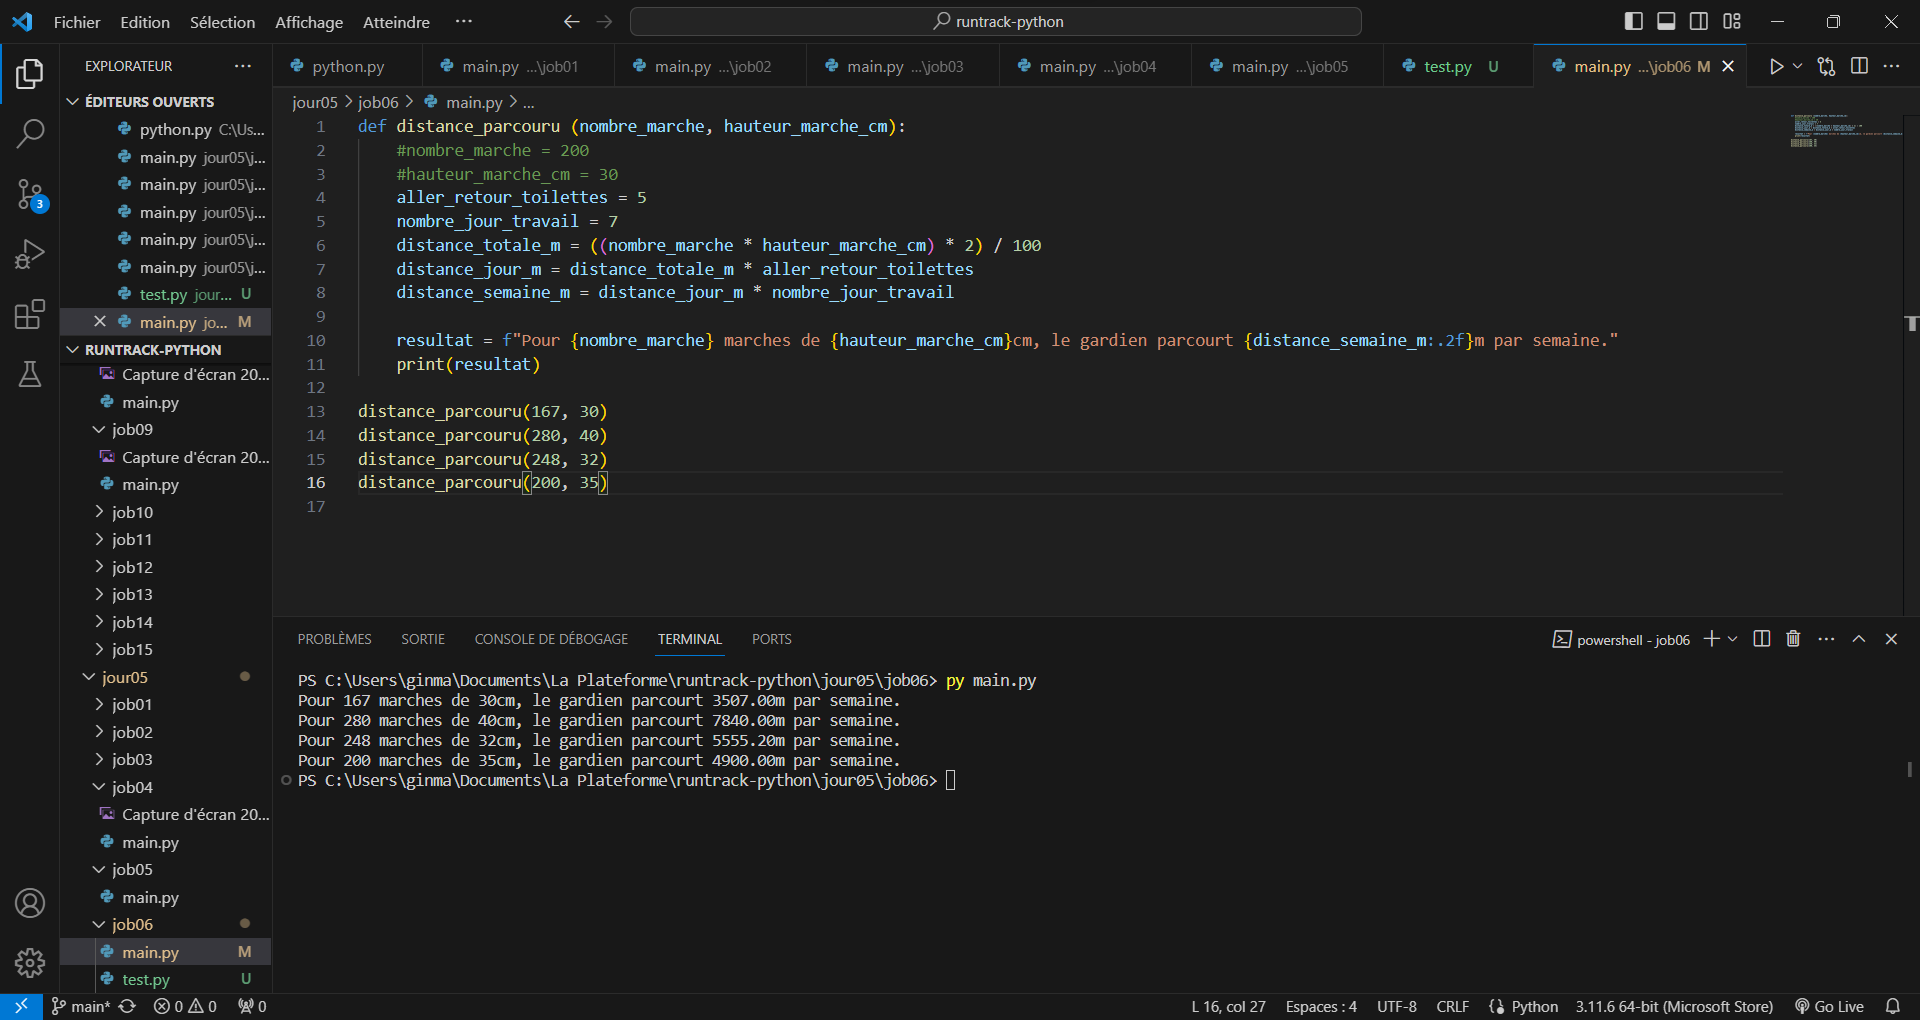 Fichier Edition Sélection Affichage Atteindre ··· runtrack-python
EXPLORATEUR ···
ÉDITEURS OUVERTS
python.py C:\Us...
main.py jour05\j...
main.py jour05\j...
main.py jour05\j...
main.py jour05\j...
main.py jour05\j...
test.py jour... U
main.py jo... M
RUNTRACK-PYTHON
Capture d'écran 20...
main.py
job09
Capture d'écran 20...
main.py
job10
job11
job12
job13
job14
job15
jour05
job01
job02
job03
job04
Capture d'écran 20...
main.py
job05
main.py
job06
main.py M
test.py U
3
python.py main.py ...\job01 main.py ...\job02 main.py ...\job03 main.py ...\job04 main.py ...\job05 test.py U main.py ...\job06 M
jour05 > job06 > main.py > ...
1 def distance_parcouru (nombre_marche, hauteur_marche_cm):
2 #nombre_marche = 200
3 #hauteur_marche_cm = 30
4 aller_retour_toilettes = 5
5 nombre_jour_travail = 7
6 distance_totale_m = ((nombre_marche * hauteur_marche_cm) * 2) / 100
7 distance_jour_m = distance_totale_m * aller_retour_toilettes
8 distance_semaine_m = distance_jour_m * nombre_jour_travail
9
10 resultat = f"Pour {nombre_marche} marches de {hauteur_marche_cm}cm, le gardien parcourt {distance_semaine_m:.2f}m par semaine."
11 print(resultat)
12
13 distance_parcouru(167, 30)
14 distance_parcouru(280, 40)
15 distance_parcouru(248, 32)
16 distance_parcouru(200, 35)
17
PROBLÈMES SORTIE CONSOLE DE DÉBOGAGE TERMINAL PORTS powershell - job06
PS C:\Users\ginma\Documents\La Plateforme\runtrack-python\jour05\job06> py main.py
Pour 167 marches de 30cm, le gardien parcourt 3507.00m par semaine.
Pour 280 marches de 40cm, le gardien parcourt 7840.00m par semaine.
Pour 248 marches de 32cm, le gardien parcourt 5555.20m par semaine.
Pour 200 marches de 35cm, le gardien parcourt 4900.00m par semaine.
PS C:\Users\ginma\Documents\La Plateforme\runtrack-python\jour05\job06>
main* 0 0 0 L 16, col 27 Espaces : 4 UTF-8 CRLF Python 3.11.6 64-bit (Microsoft Store) Go Live